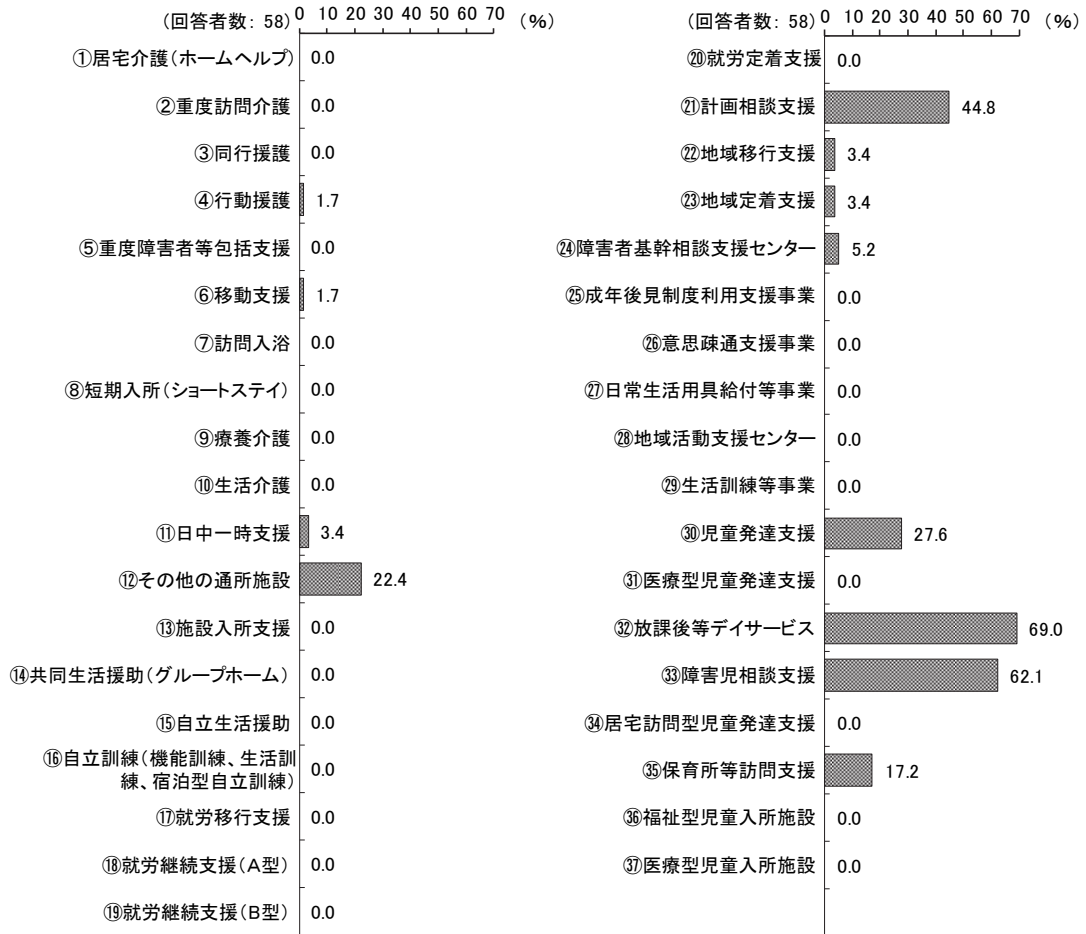 (回答者数: 58)
0 10 20 30 40 50 60 70 (%)
①居宅介護(ホームヘルプ) 0.0
②重度訪問介護 0.0
③同行援護 0.0
④行動援護 1.7
⑤重度障害者等包括支援 0.0
⑥移動支援 1.7
⑦訪問入浴 0.0
⑧短期入所(ショートステイ) 0.0
⑨療養介護 0.0
⑩生活介護 0.0
⑪日中一時支援 3.4
⑫その他の通所施設 22.4
⑬施設入所支援 0.0
⑭共同生活援助(グループホーム) 0.0
⑮自立生活援助 0.0
⑯自立訓練(機能訓練、生活訓
練、宿泊型自立訓練) 0.0
⑰就労移行支援 0.0
⑱就労継続支援(A型) 0.0
⑲就労継続支援(B型) 0.0
(回答者数: 58)
0 10 20 30 40 50 60 70 (%)
⑳就労定着支援 0.0
㉑計画相談支援 44.8
㉒地域移行支援 3.4
㉓地域定着支援 3.4
㉔障害者基幹相談支援センター 5.2
㉕成年後見制度利用支援事業 0.0
㉖意思疎通支援事業 0.0
㉗日常生活用具給付等事業 0.0
㉘地域活動支援センター 0.0
㉙生活訓練等事業 0.0
㉚児童発達支援 27.6
㉛医療型児童発達支援 0.0
㉜放課後等デイサービス 69.0
㉝障害児相談支援 62.1
㉞居宅訪問型児童発達支援 0.0
㉟保育所等訪問支援 17.2
㊱福祉型児童入所施設 0.0
㊲医療型児童入所施設 0.0